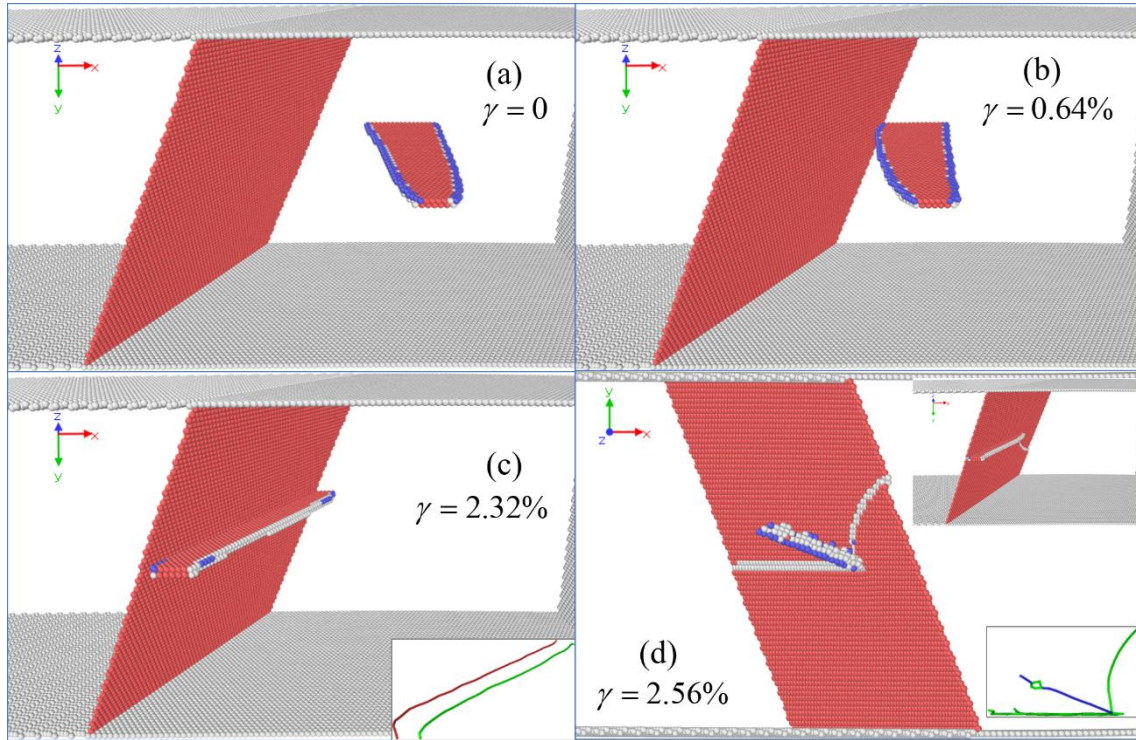 z
x
y
(a)
γ = 0
z
x
y
(b)
γ = 0.64%
z
x
y
(c)
γ = 2.32%
y
z
x
(d)
γ = 2.56%